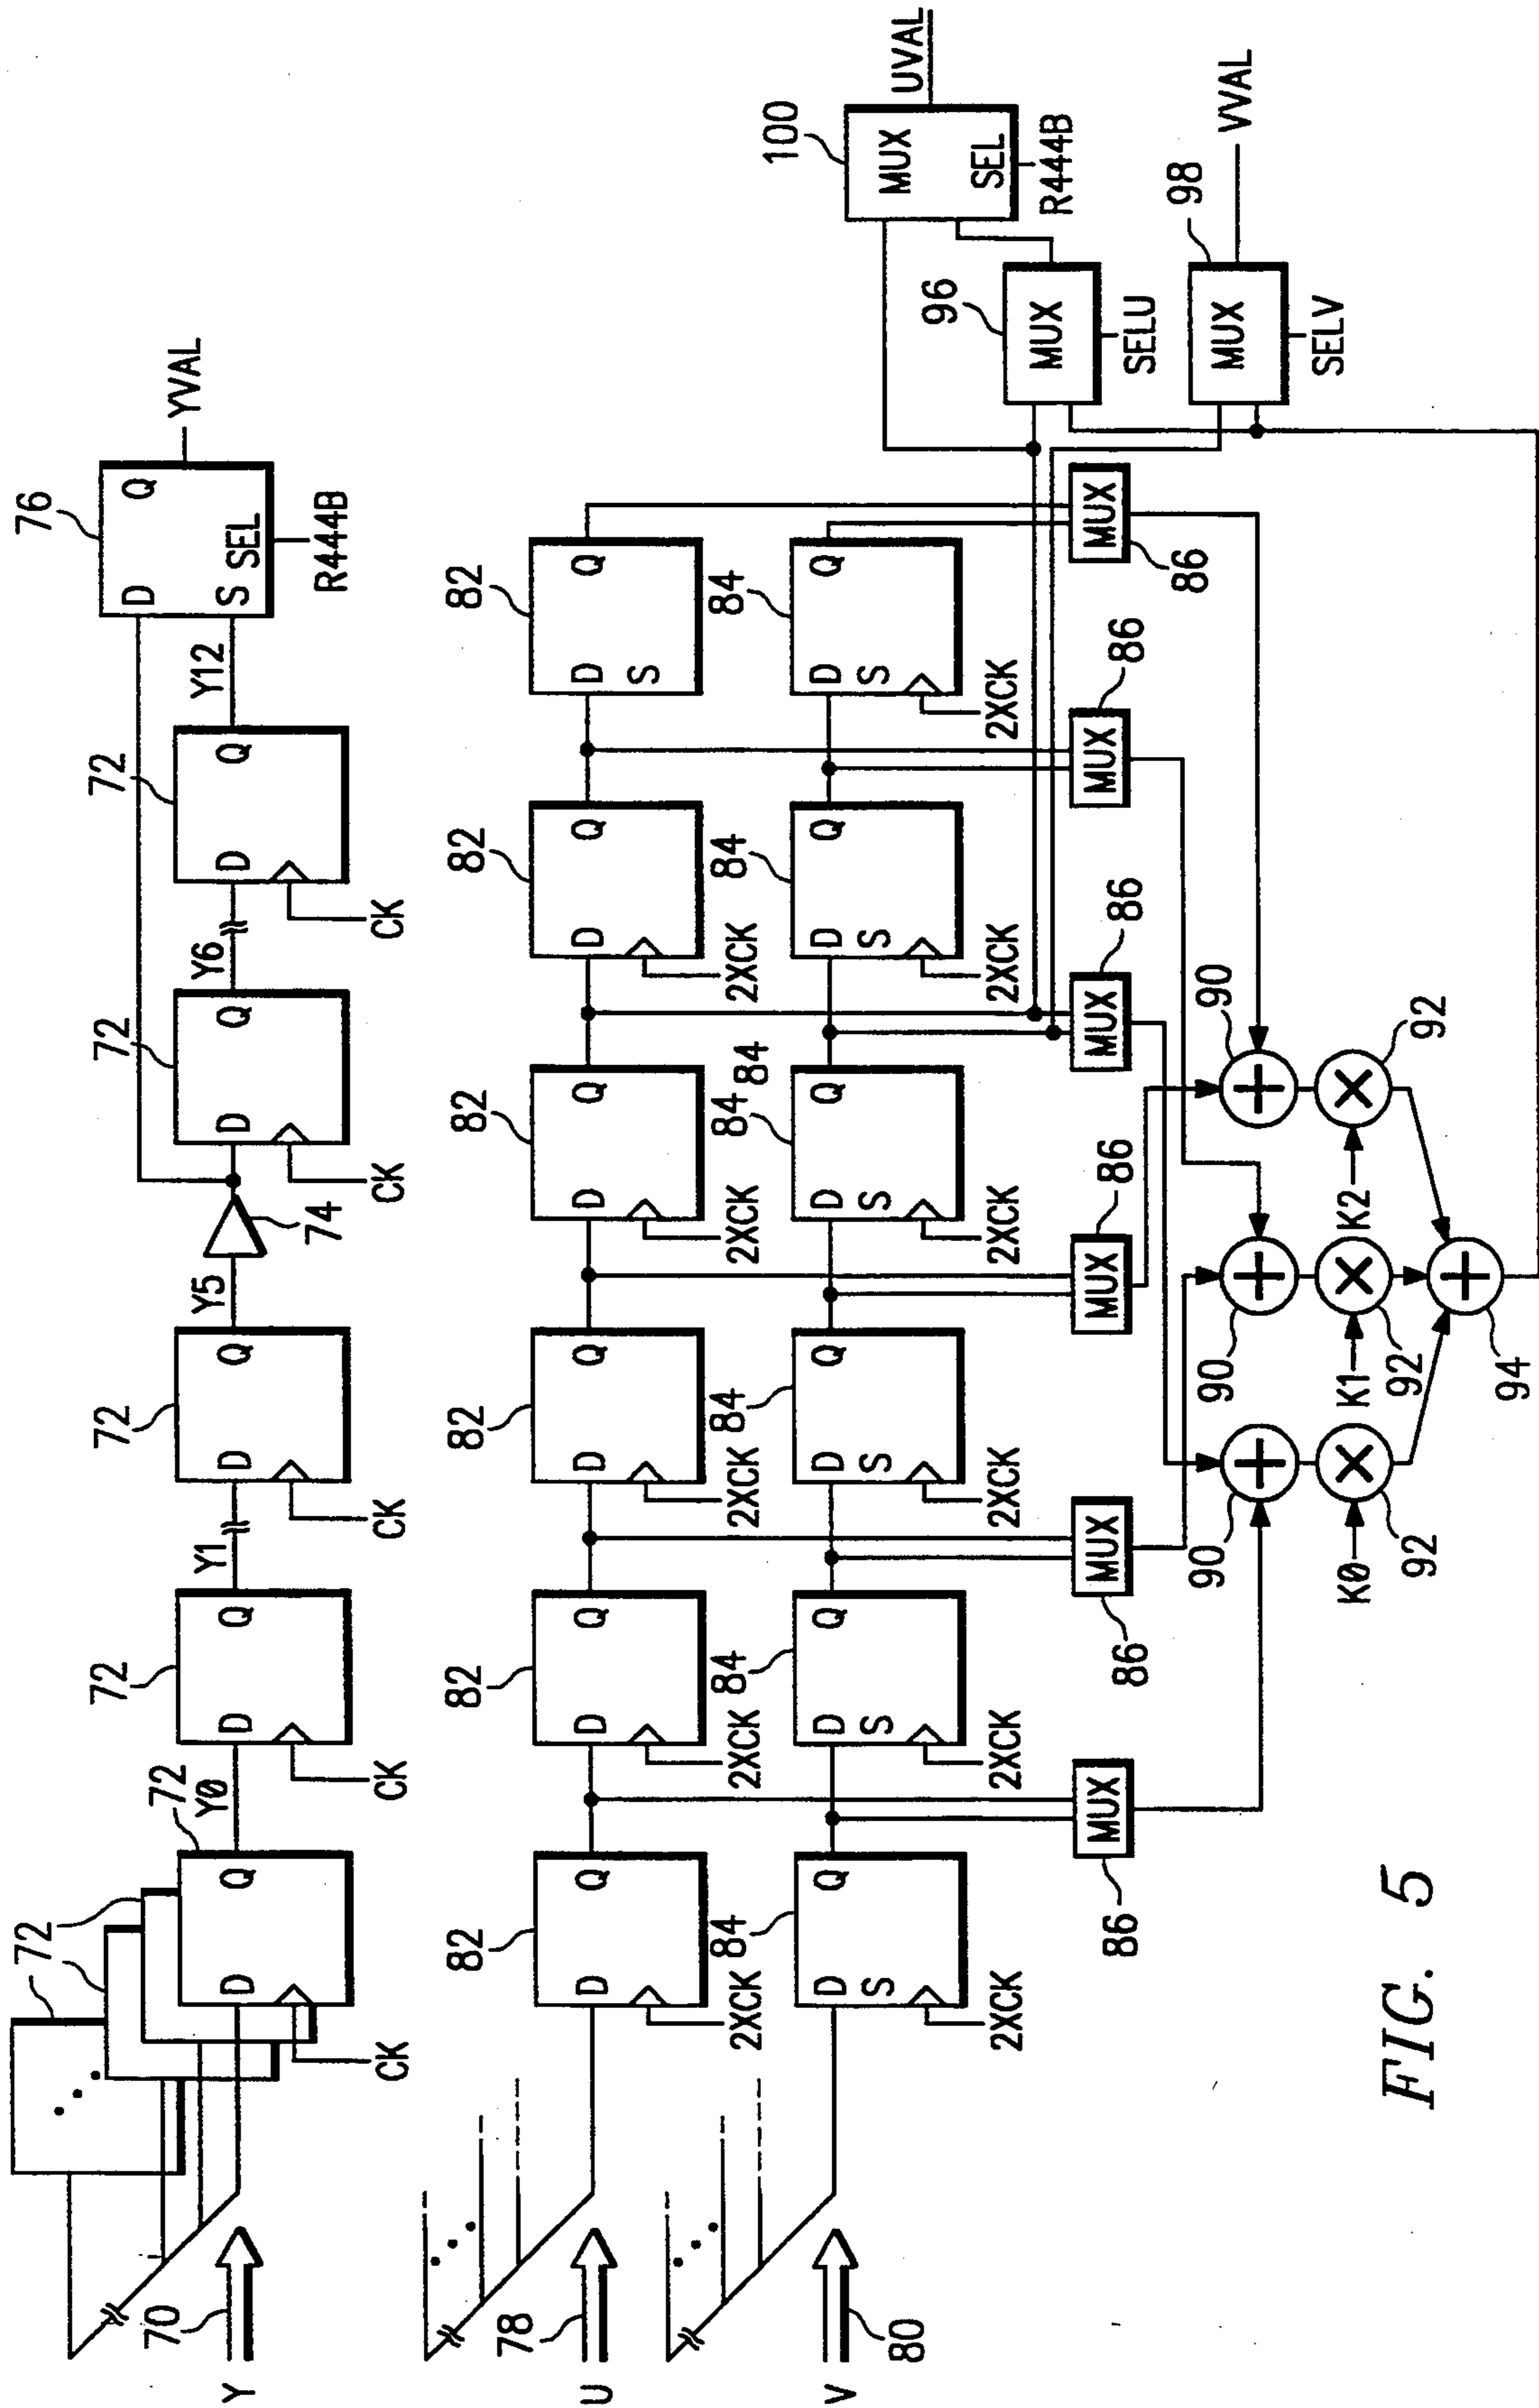 Y
70
72
72
D
Q
CK
Y0
72
D
Q
CK
Y1
72
D
Q
CK
Y5
74
72
D
Q
CK
Y6
72
D
Q
CK
Y12
76
D
Q
S
SEL
R444B
YVAL
U
78
82
D
Q
2XCK
82
D
Q
2XCK
82
D
Q
2XCK
82
D
Q
2XCK
82
D
Q
2XCK
82
D
Q
S
V
80
84
D
Q
S
2XCK
84
D
Q
S
2XCK
84
D
Q
S
2XCK
84
84
D
Q
S
2XCK
84
D
Q
S
2XCK
84
D
Q
S
2XCK
100
MUX
SEL
UVAL
R444B
96
MUX
SELU
98
MUX
VVAL
SELV
86
MUX
86
MUX
86
MUX
86
MUX
86
MUX
86
MUX
90
90
90
K0
92
K1
92
K2
92
94
FIG. 5